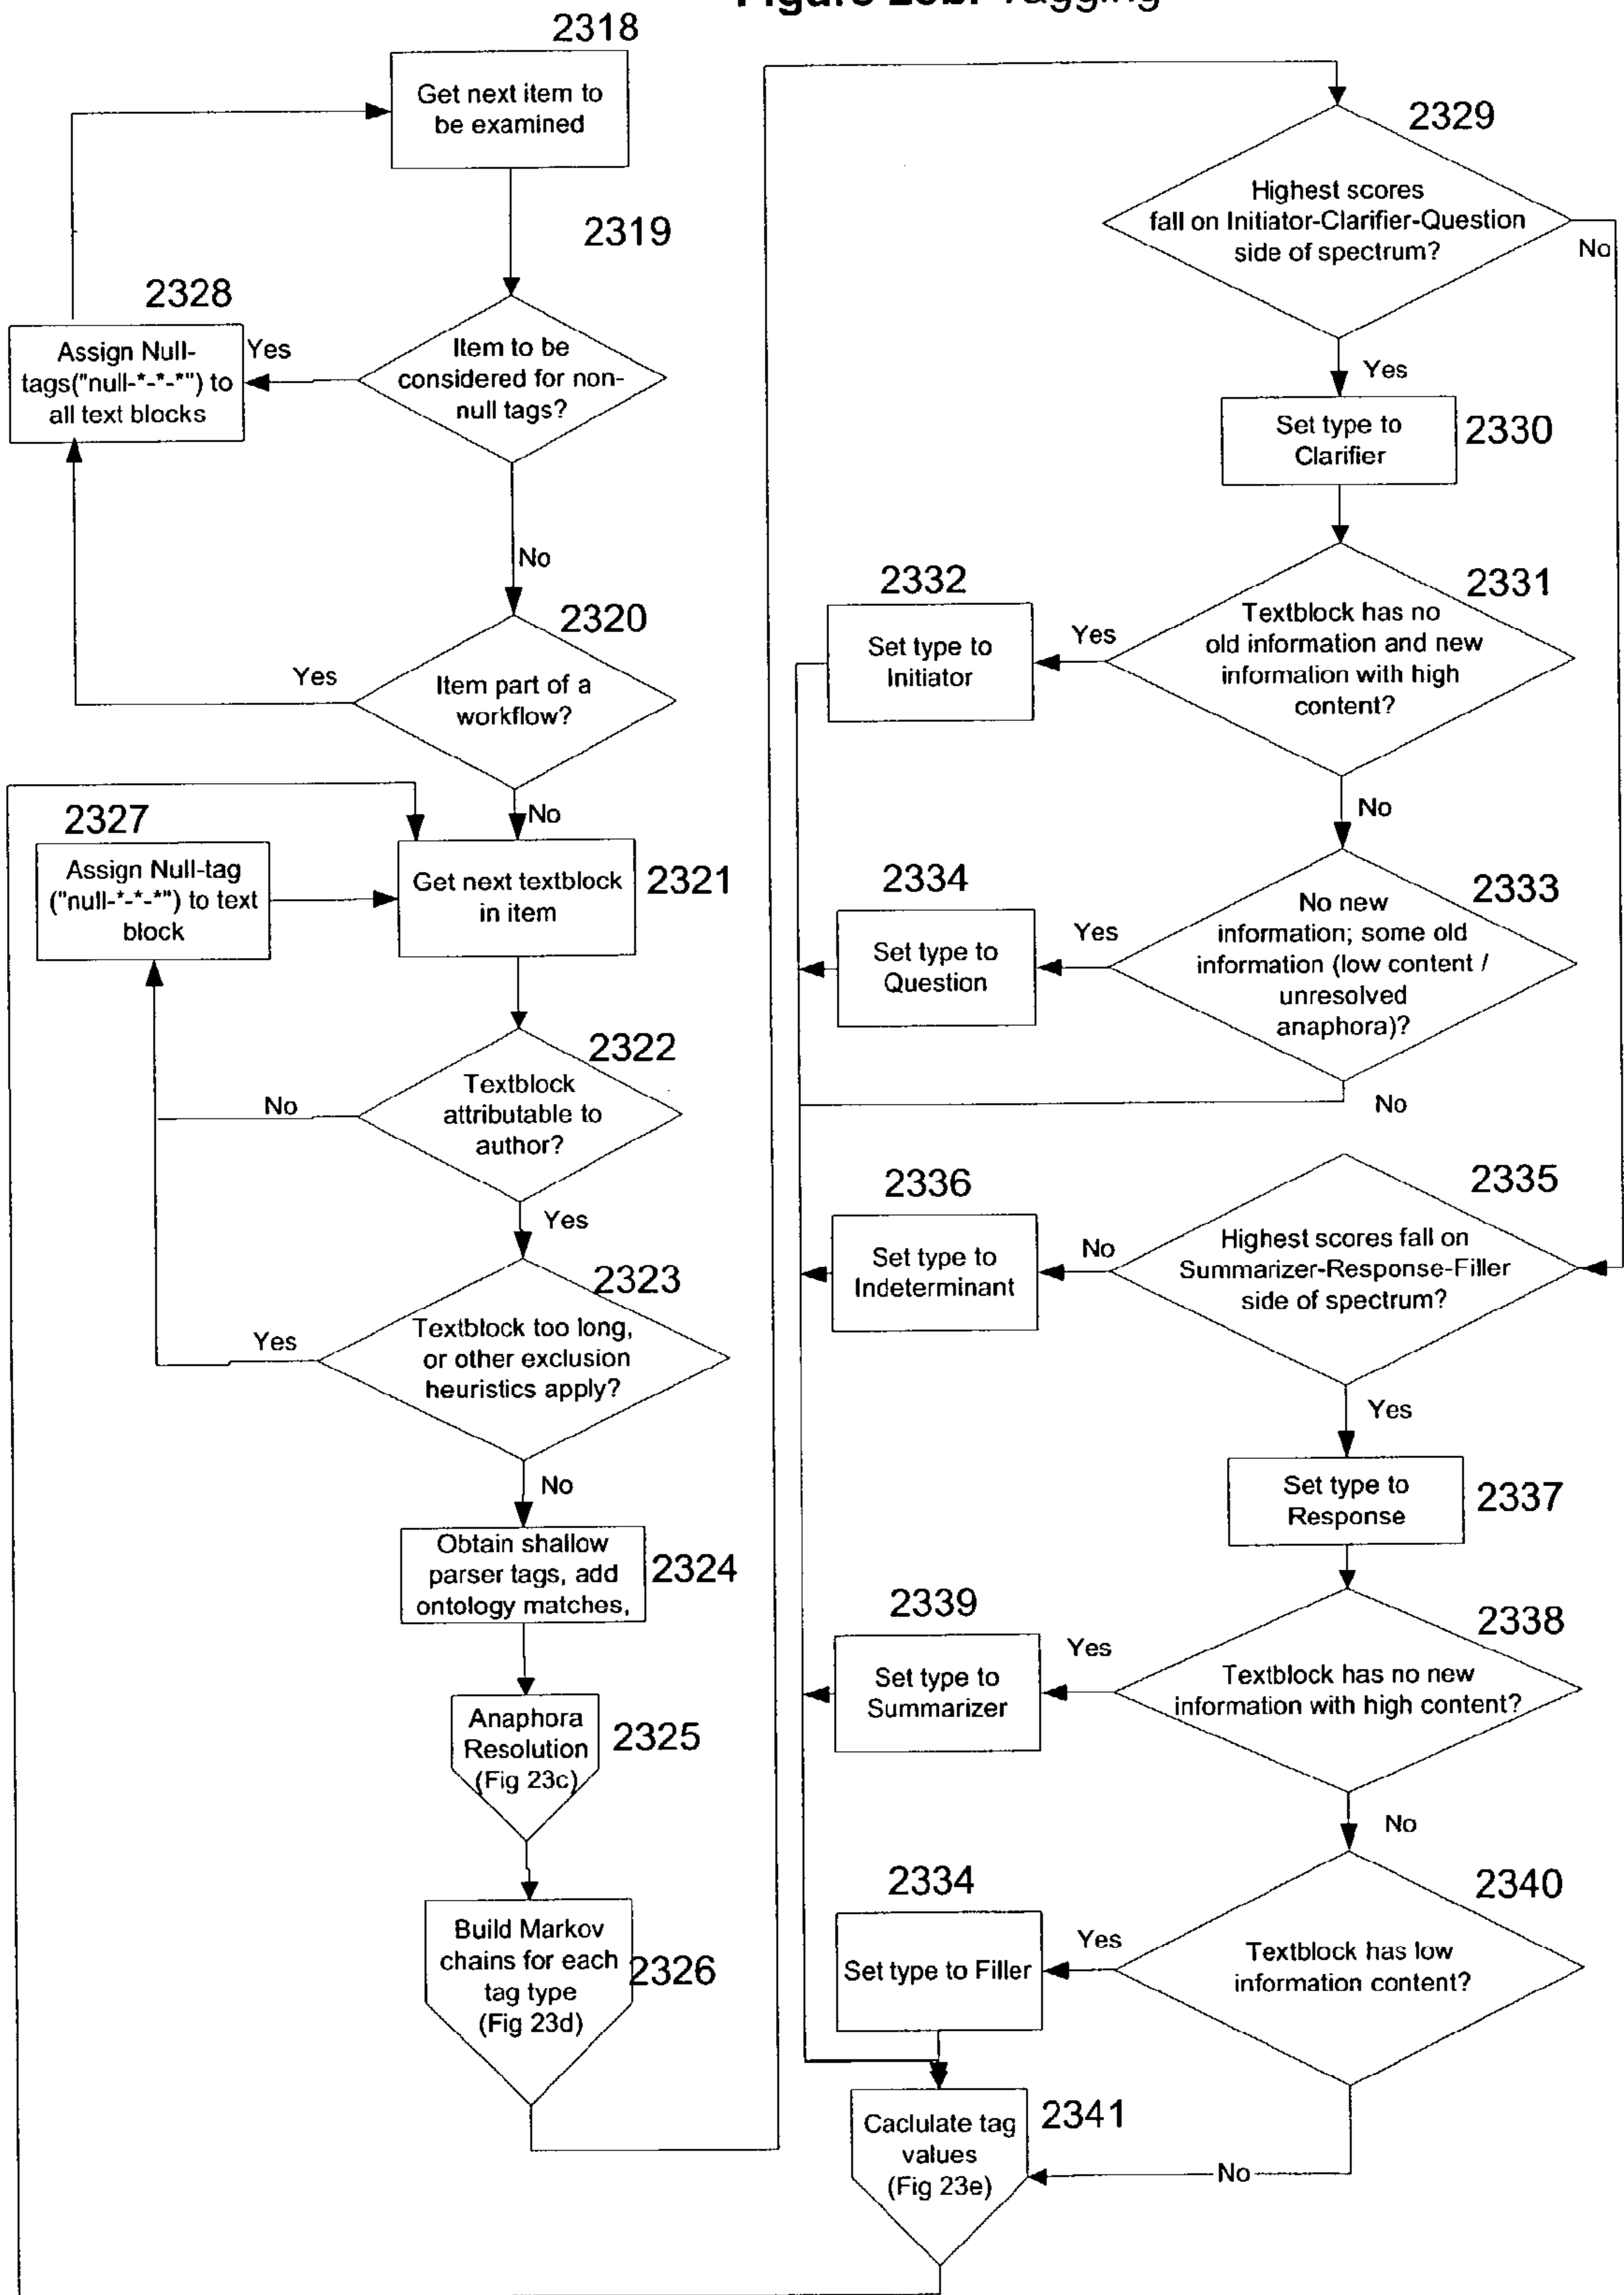 Figure 23b. Tagging
2318
Get next item to
be examined
2319
Item to be
considered for non-
null tags?
Yes
2328
Assign Null-
tags("null-*-*-*") to
all text blocks
No
2320
Item part of a
workflow?
Yes
No
2327
Assign Null-tag
("null-*-*-*") to text
block
Get next textblock
in item
2321
2322
Textblock
attributable to
author?
No
Yes
2323
Textblock too long,
or other exclusion
heuristics apply?
Yes
No
Obtain shallow
parser tags, add
ontology matches,
2324
Anaphora
Resolution
(Fig 23c)
2325
Build Markov
chains for each
tag type
(Fig 23d)
2326
2329
Highest scores
fall on Initiator-Clarifier-Question
side of spectrum?
No
Yes
Set type to
Clarifier
2330
2331
Textblock has no
old information and new
information with high
content?
Yes
2332
Set type to
Initiator
No
2333
No new
information; some old
information (low content /
unresolved
anaphora)?
Yes
2334
Set type to
Question
No
2335
Highest scores fall on
Summarizer-Response-Filler
side of spectrum?
No
2336
Set type to
Indeterminant
Yes
Set type to
Response
2337
2338
Textblock has no new
information with high content?
Yes
2339
Set type to
Summarizer
No
2340
Textblock has low
information content?
Yes
2334
Set type to Filler
No
Caclulate tag
values
(Fig 23e)
2341